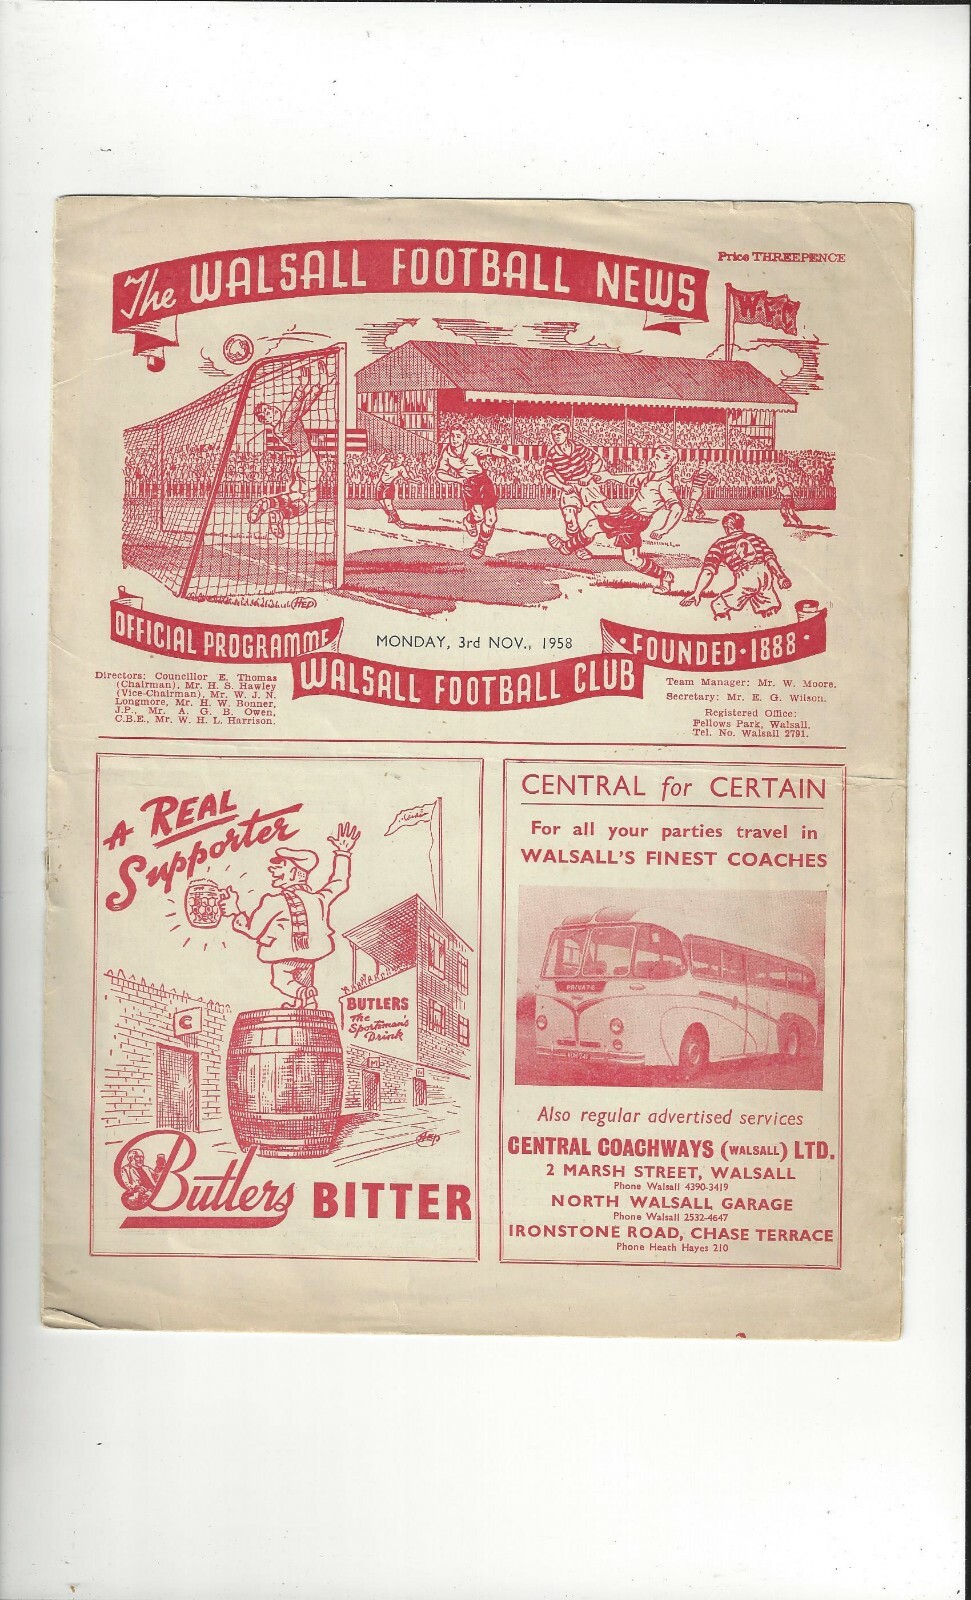 The WALSALL FOOTBALL NEWS
Price THREEPENCE
W.F.C.
HEP
OFFICIAL PROGRAMME
MONDAY, 3rd NOV., 1958
· FOUNDED · 1888 ·
WALSALL FOOTBALL CLUB
Directors: Councillor E. Thomas
(Chairman), Mr. H. S. Hawley
(Vice-Chairman), Mr. W. J. N.
Longmore, Mr. H. W. Bonner,
J.P., Mr. A. G. B. Owen,
C.B.E., Mr. W. H. L. Harrison.
Team Manager: Mr. W. Moore.
Secretary: Mr. E. G. Wilson.
Registered Office:
Fellows Park, Walsall.
Tel. No. Walsall 2791.
A REAL
Supporter
BUTLERS
The
Sportsman's
Drink
C
HEP
Butlers BITTER
CENTRAL for CERTAIN
For all your parties travel in
WALSALL'S FINEST COACHES
PRIVATE
Also regular advertised services
CENTRAL COACHWAYS (WALSALL) LTD.
2 MARSH STREET, WALSALL
Phone Walsall 4390-3419
NORTH WALSALL GARAGE
Phone Walsall 2532-4647
IRONSTONE ROAD, CHASE TERRACE
Phone Heath Hayes 210